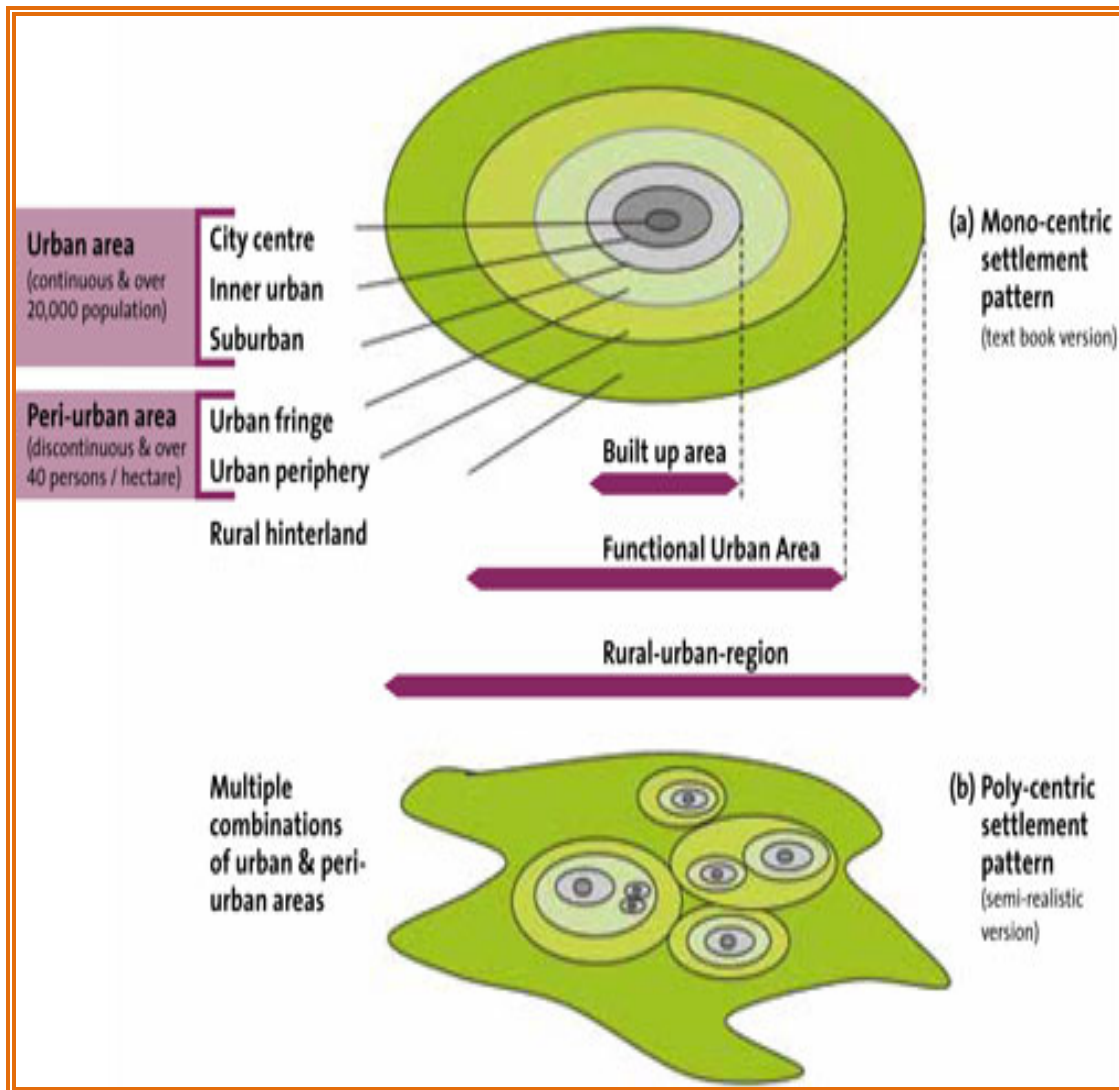 Urban area
(continuous & over
20,000 population)
City centre
Inner urban
Suburban
Peri-urban area
(discontinuous & over
40 persons / hectare)
Urban fringe
Urban periphery
Rural hinterland
(a) Mono-centric
settlement
pattern
(text book version)
Built up area
Functional Urban Area
Rural-urban-region
Multiple
combinations
of urban & peri-
urban areas
(b) Poly-centric
settlement
pattern
(semi-realistic
version)